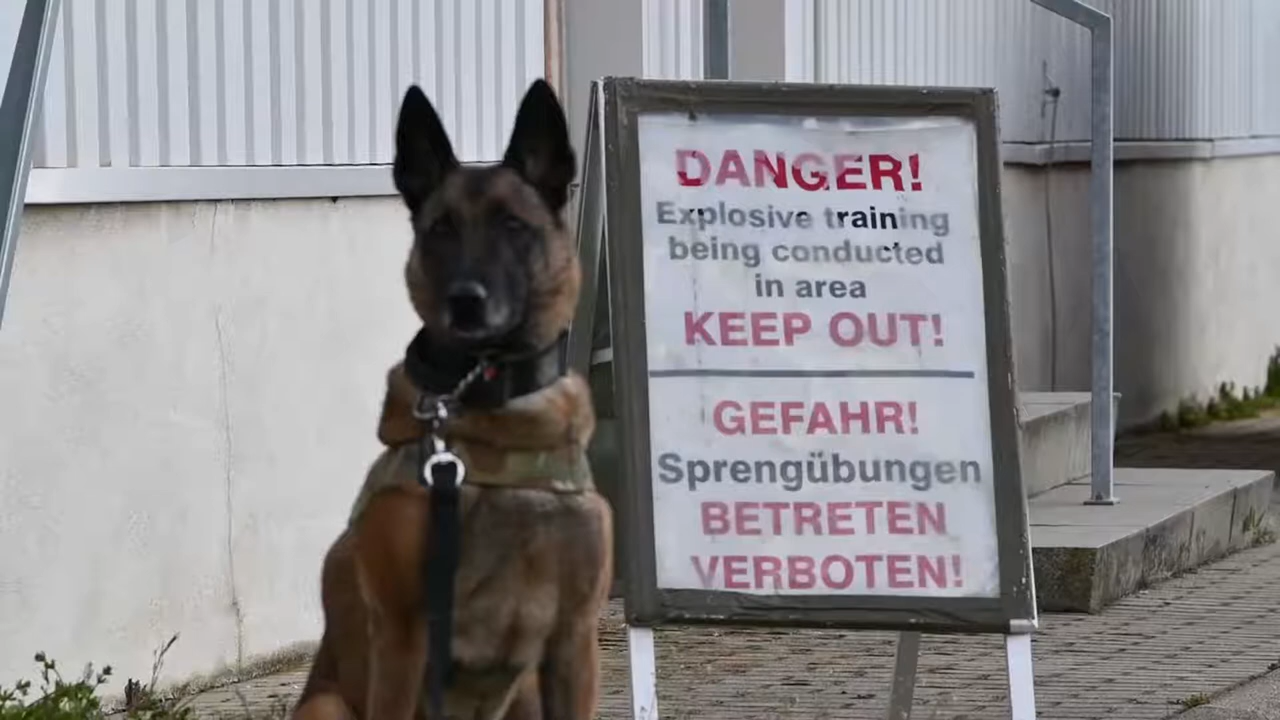 DANGER!
Explosive training
being conducted
in area
KEEP OUT!
GEFAHR!
Sprengübungen
BETRETEN
VERBOTEN!